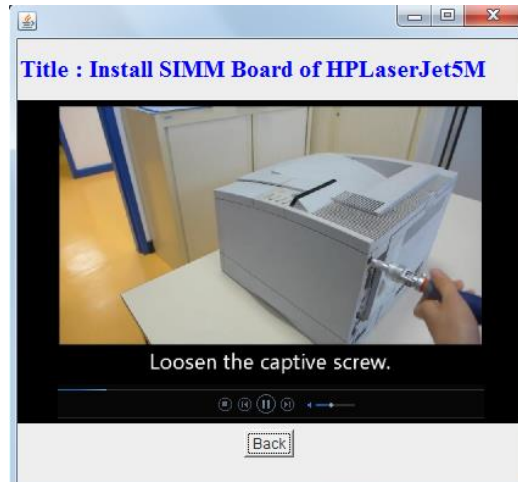 Title : Install SIMM Board of HPLaserJet5M
Loosen the captive screw.
Back